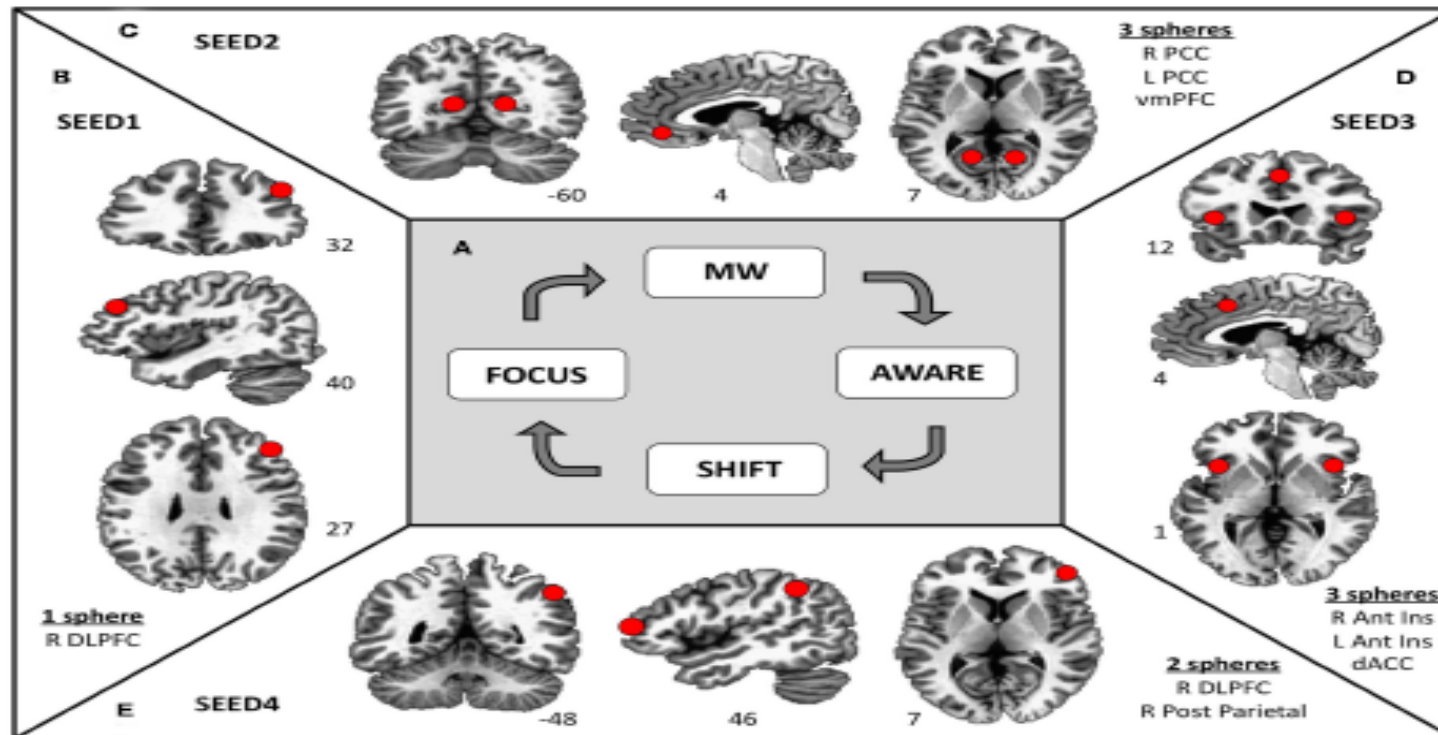 C
SEED2
-60
4
7
3 spheres
R PCC
L PCC
vmPFC
B
SEED1
32
40
27
1 sphere
R DLPFC
A
MW
AWARE
SHIFT
FOCUS
D
SEED3
12
4
1
3 spheres
R Ant Ins
L Ant Ins
dACC
E
SEED4
-48
46
7
2 spheres
R DLPFC
R Post Parietal